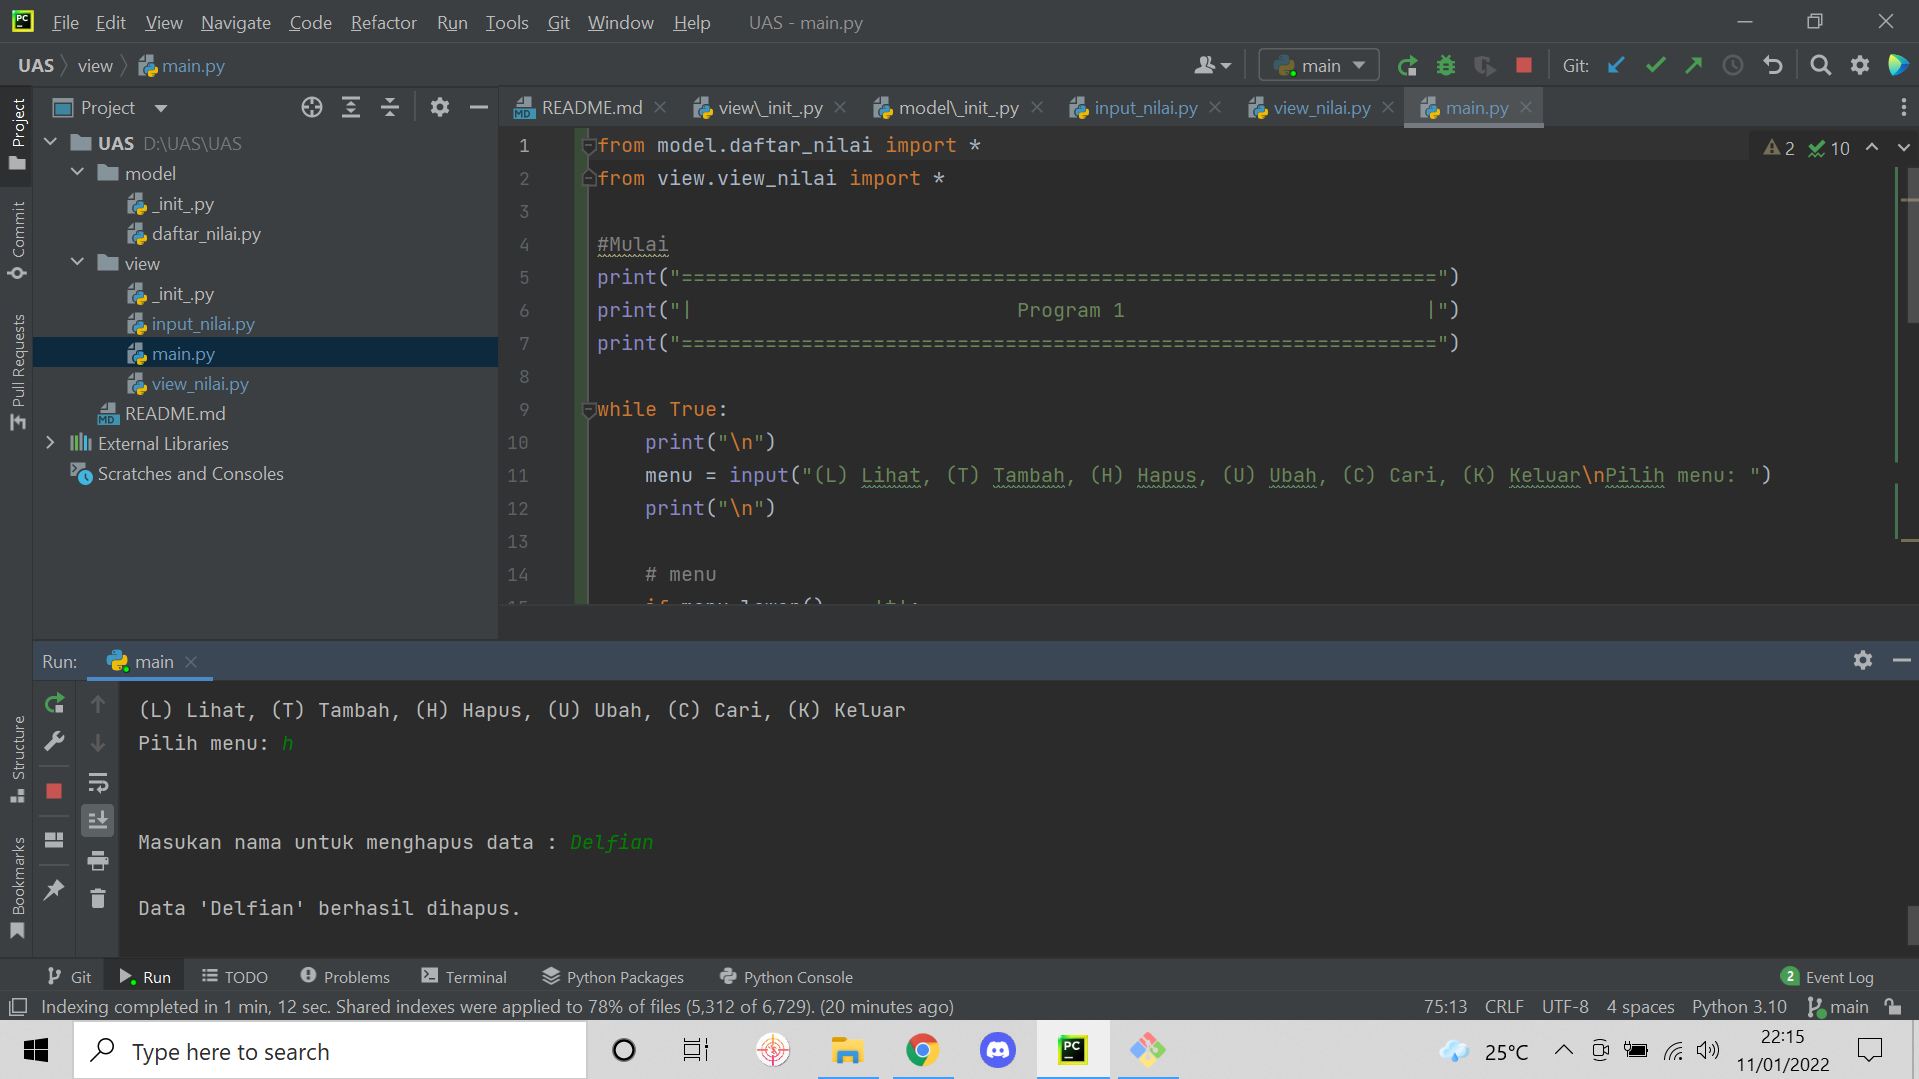 File Edit View Navigate Code Refactor Run Tools Git Window Help UAS - main.py
UAS view main.py main Git:
Project
README.md view\_init_.py model\_init_.py input_nilai.py view_nilai.py main.py
Project
Commit
Pull Requests
Structure
Bookmarks
UAS D:\UAS\UAS
model
_init_.py
daftar_nilai.py
view
_init_.py
input_nilai.py
main.py
view_nilai.py
README.md
External Libraries
Scratches and Consoles
2 10
1 from model.daftar_nilai import *
2 from view.view_nilai import *
3
4 #Mulai
5 print("===============================================================")
6 print("|                           Program 1                         |")
7 print("===============================================================")
8
9 while True:
10 print("\n")
11 menu = input("(L) Lihat, (T) Tambah, (H) Hapus, (U) Ubah, (C) Cari, (K) Keluar\nPilih menu: ")
12 print("\n")
13
14 # menu
Run: main
(L) Lihat, (T) Tambah, (H) Hapus, (U) Ubah, (C) Cari, (K) Keluar
Pilih menu: h
Masukan nama untuk menghapus data : Delfian
Data 'Delfian' berhasil dihapus.
Git Run TODO Problems Terminal Python Packages Python Console 2 Event Log
Indexing completed in 1 min, 12 sec. Shared indexes were applied to 78% of files (5,312 of 6,729). (20 minutes ago) 75:13 CRLF UTF-8 4 spaces Python 3.10 main
Type here to search PC 25°C 22:15
11/01/2022